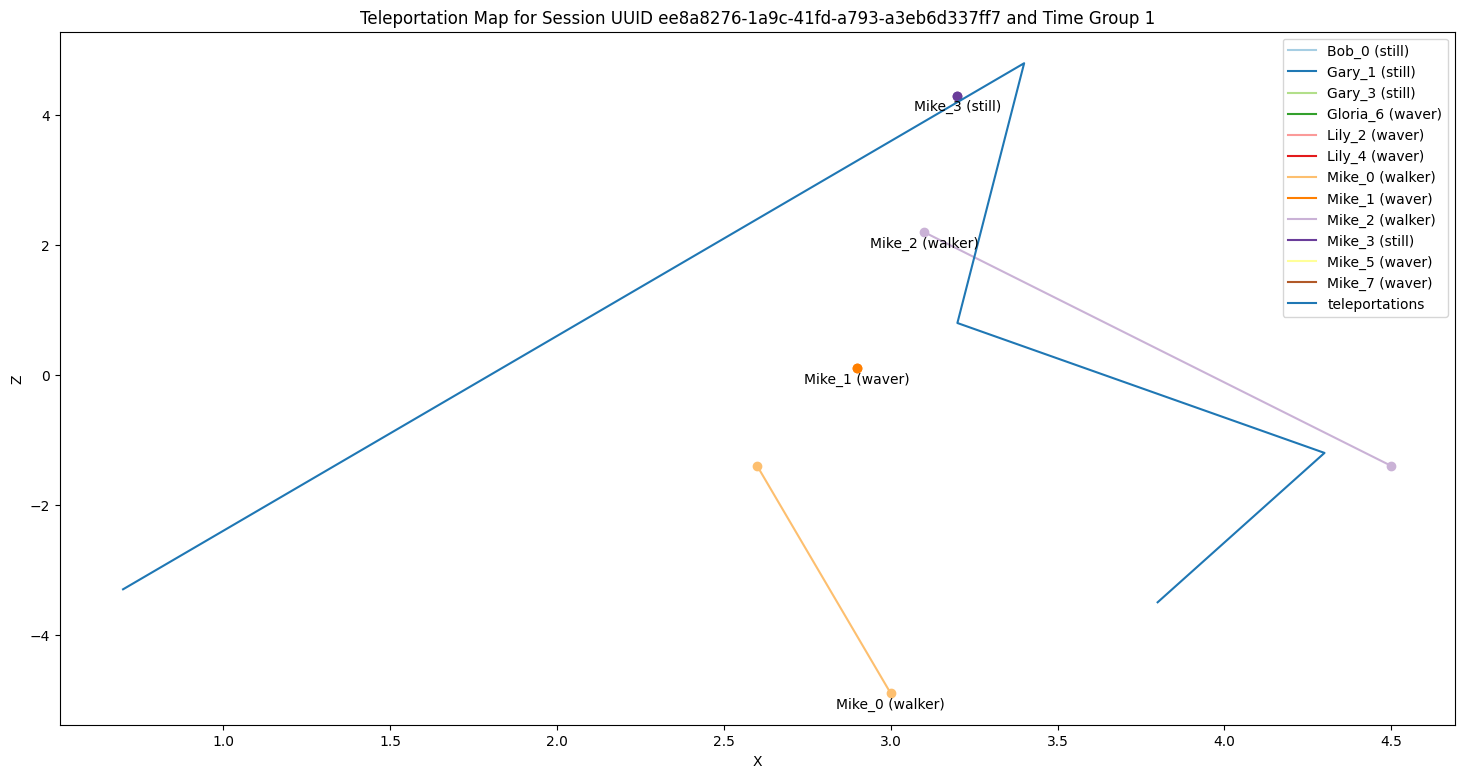 Teleportation Map for Session UUID ee8a8276-1a9c-41fd-a793-a3eb6d337ff7 and Time Group 1
Bob_0 (still)
Gary_1 (still)
Gary_3 (still)
Gloria_6 (waver)
Lily_2 (waver)
Lily_4 (waver)
Mike_0 (walker)
Mike_1 (waver)
Mike_2 (walker)
Mike_3 (still)
Mike_5 (waver)
Mike_7 (waver)
teleportations
Mike_3 (still)
Mike_2 (walker)
Mike_1 (waver)
Mike_0 (walker)
4
2
0
−2
−4
Z
1.0 1.5 2.0 2.5 3.0 3.5 4.0 4.5
X